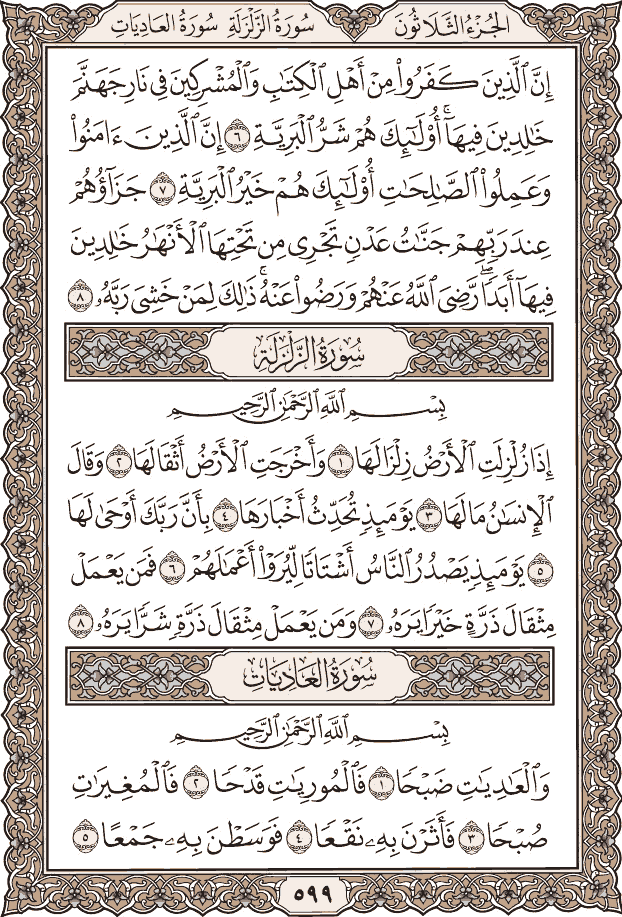 الجُزْءُ الثَّلَاثُونَ سُورَةُ الزَّلْزَلَةِ سُورَةُ العَادِيَاتِ
إِنَّ ٱلَّذِينَ كَفَرُوا۟ مِنْ أَهْلِ ٱلْكِتَٰبِ وَٱلْمُشْرِكِينَ فِى نَارِ جَهَنَّمَ
خَٰلِدِينَ فِيهَآ ۚ أُو۟لَٰٓئِكَ هُمْ شَرُّ ٱلْبَرِيَّةِ ٦ إِنَّ ٱلَّذِينَ ءَامَنُوا۟
وَعَمِلُوا۟ ٱلصَّٰلِحَٰتِ أُو۟لَٰٓئِكَ هُمْ خَيْرُ ٱلْبَرِيَّةِ ٧ جَزَآؤُهُمْ
عِندَ رَبِّهِمْ جَنَّٰتُ عَدْنٍ تَجْرِى مِن تَحْتِهَا ٱلْأَنْهَٰرُ خَٰلِدِينَ
فِيهَآ أَبَدًا ۖ رَّضِىَ ٱللَّهُ عَنْهُمْ وَرَضُوا۟ عَنْهُ ۚ ذَٰلِكَ لِمَنْ خَشِىَ رَبَّهُۥ ٨
سُورَةُ الزَّلْزَلَةِ
بِسْمِ ٱللَّهِ ٱلرَّحْمَٰنِ ٱلرَّحِيمِ
إِذَا زُلْزِلَتِ ٱلْأَرْضُ زِلْزَالَهَا ١ وَأَخْرَجَتِ ٱلْأَرْضُ أَثْقَالَهَا ٢ وَقَالَ
ٱلْإِنسَٰنُ مَا لَهَا ٣ يَوْمَئِذٍ تُحَدِّثُ أَخْبَارَهَا ٤ بِأَنَّ رَبَّكَ أَوْحَىٰ لَهَا
٥ يَوْمَئِذٍ يَصْدُرُ ٱلنَّاسُ أَشْتَاتًا لِّيُرَوْا۟ أَعْمَٰلَهُمْ ٦ فَمَن يَعْمَلْ
مِثْقَالَ ذَرَّةٍ خَيْرًا يَرَهُۥ ٧ وَمَن يَعْمَلْ مِثْقَالَ ذَرَّةٍ شَرًّا يَرَهُۥ ٨
سُورَةُ العَادِيَاتِ
بِسْمِ ٱللَّهِ ٱلرَّحْمَٰنِ ٱلرَّحِيمِ
وَٱلْعَٰدِيَٰتِ ضَبْحًا ١ فَٱلْمُورِيَٰتِ قَدْحًا ٢ فَٱلْمُغِيرَٰتِ
صُبْحًا ٣ فَأَثَرْنَ بِهِۦ نَقْعًا ٤ فَوَسَطْنَ بِهِۦ جَمْعًا ٥
٥٩٩